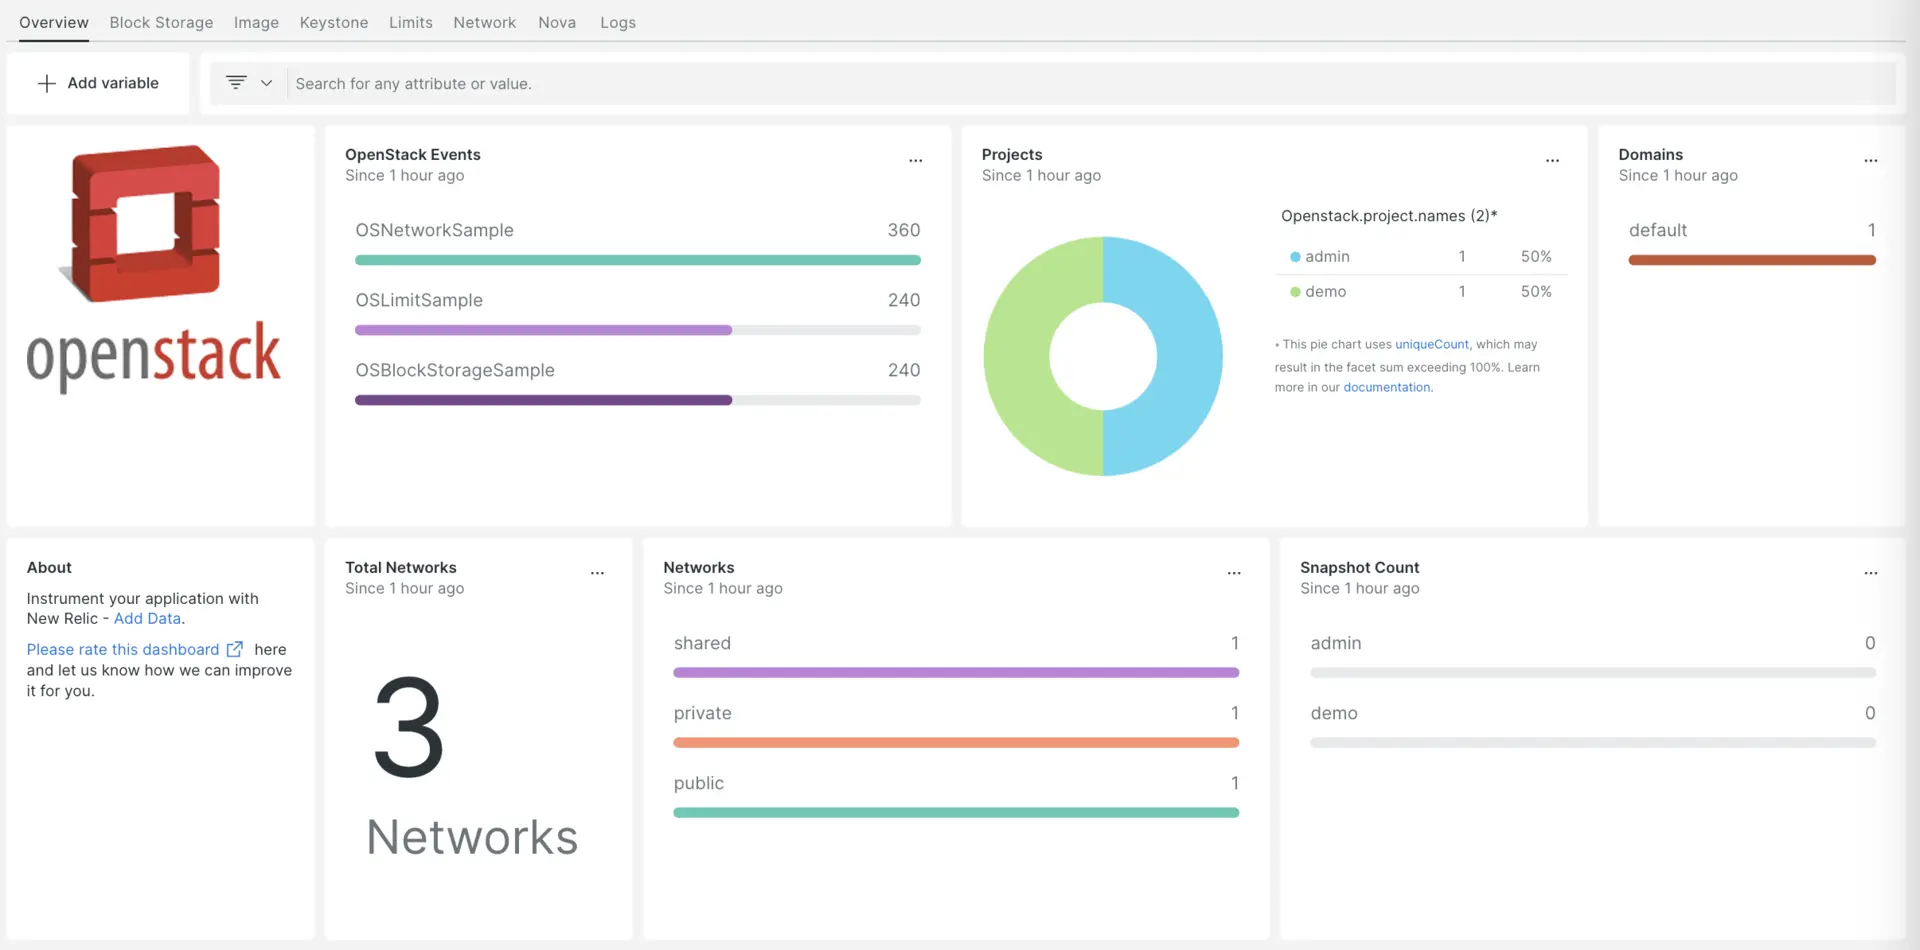 Overview Block Storage Image Keystone Limits Network Nova Logs
Add variable
Search for any attribute or value.
openstack
OpenStack Events
Since 1 hour ago
...
OSNetworkSample 360
OSLimitSample 240
OSBlockStorageSample 240
Projects
Since 1 hour ago
...
Openstack.project.names (2)*
admin 1 50%
demo 1 50%
* This pie chart uses uniqueCount, which may
result in the facet sum exceeding 100%. Learn
more in our documentation.
Domains
Since 1 hour ago
...
default 1
About
Instrument your application with
New Relic - Add Data.
Please rate this dashboard here
and let us know how we can improve
it for you.
Total Networks
Since 1 hour ago
...
3
Networks
Networks
Since 1 hour ago
...
shared 1
private 1
public 1
Snapshot Count
Since 1 hour ago
...
admin 0
demo 0